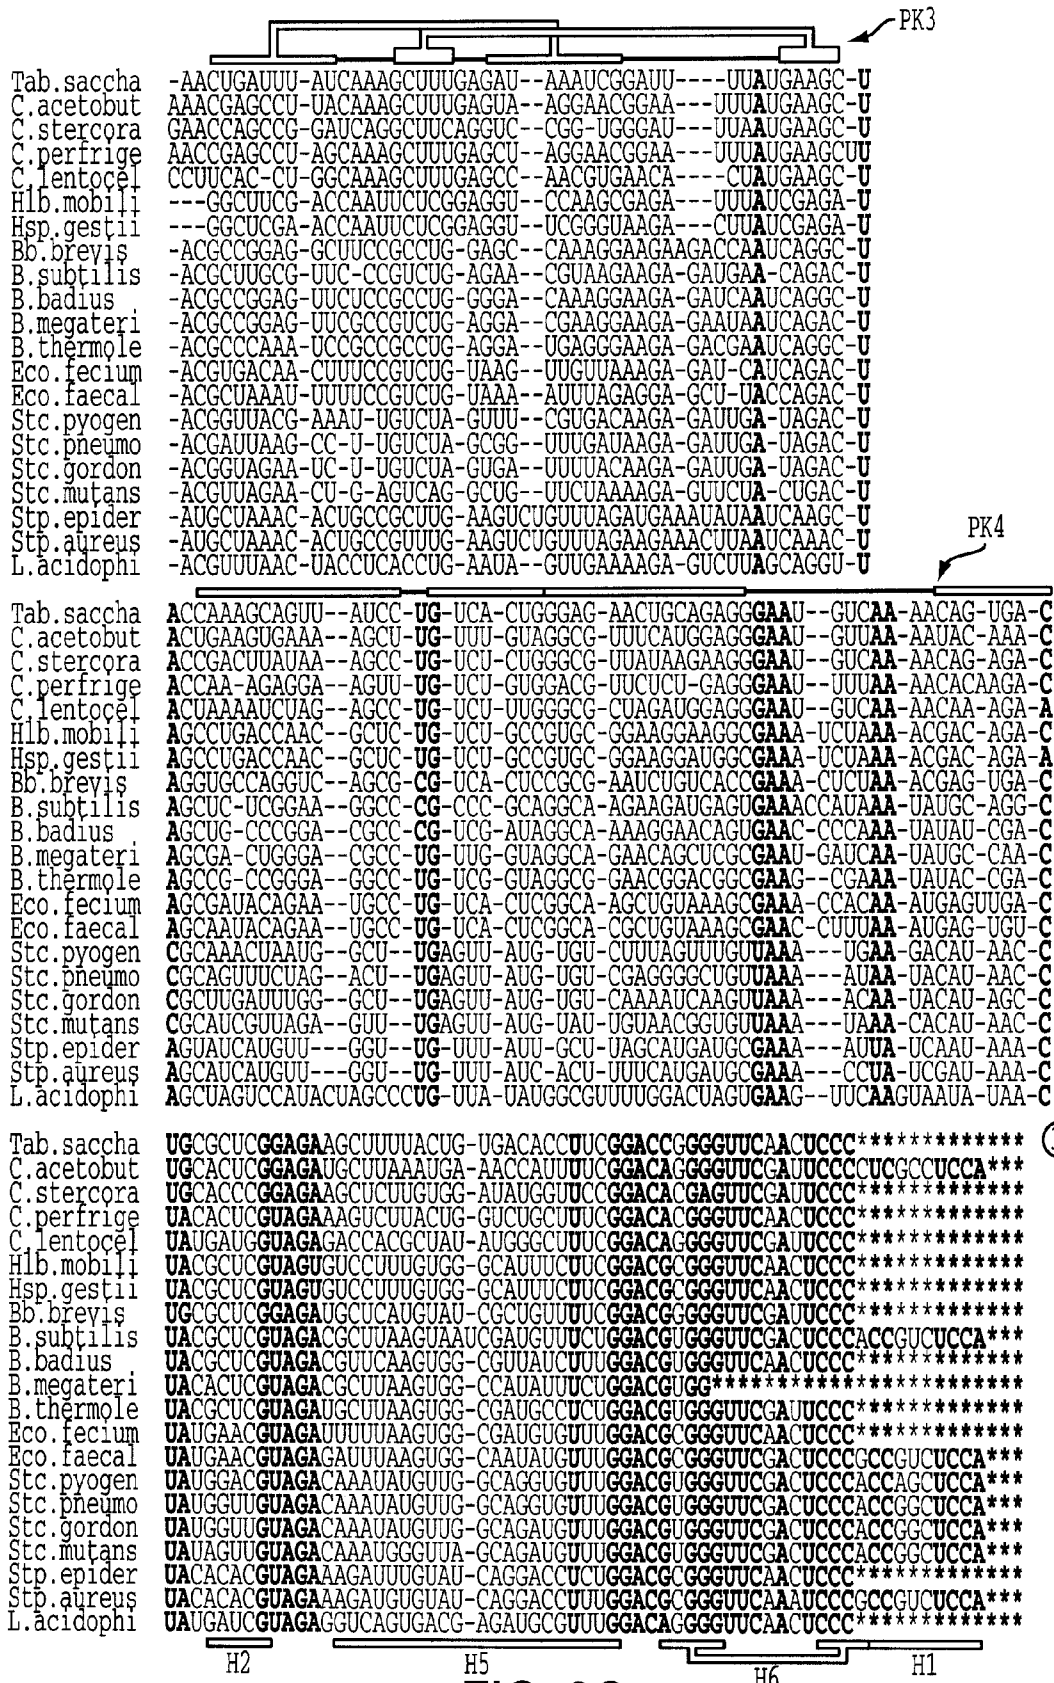 PK3
Tab.saccha -AACUGAUUU-AUCAAAGCUUUGAGAU--AAAUCGGAUU----UUAUGAAGC-U
C.acetobut AAACGAGCCU-UACAAAGCUUUGAGUA--AGGAACGGAA---UUUAUGAAGC-U
C.stercora GAACCAGCCG-GAUCAGGCUUCAGGUC--CGG-UGGGAU---UUAAUGAAGC-U
C.perfrige AACCGAGCCU-AGCAAAGCUUUGAGCU--AGGAACGGAA---UUUAUGAAGCUU
C.lentocel CCUUCAC-CU-GGCAAAGCUUUGAGCC--AACGUGAACA----CUAUGAAGC-U
Hlb.mobili ---GGCUUCG-ACCAAUUCUCGGAGGU--CCAAGCGAGA---UUUAUCGAGA-U
Hsp.gestii ---GGCUCGA-ACCAAUUCUCGGAGGU--UCGGGUAAGA---CUUAUCGAGA-U
Bb.brevis -ACGCCGGAG-GCUUCCGCCUG-GAGC--CAAAGGAAGAAGACCAAUCAGGC-U
B.subtilis -ACGCUUGCG-UUC-CCGUCUG-AGAA--CGUAAGAAGA-GAUGAA-CAGAC-U
B.badius -ACGCCGGAG-UUCUCCGCCUG-GGGA--CAAAGGAAGA-GAUCAAUCAGGC-U
B.megateri -ACGCCGGAG-UUCGCCGUCUG-AGGA--CGAAGGAAGA-GAAUAAUCAGAC-U
B.thermole -ACGCCCAAA-UCCGCCGCCUG-AGGA--UGAGGGAAGA-GACGAAUCAGGC-U
Eco.fecium -ACGUGACAA-CUUUCCGUCUG-UAAG--UUGUUAAAGA-GAU-CAUCAGAC-U
Eco.faecal -ACGCUAAAU-UUUUCCGUCUG-UAAA--AUUUAGAGGA-GCU-UACCAGAC-U
Stc.pyogen -ACGGUUACG-AAAU-UGUCUA-GUUU--CGUGACAAGA-GAUUGA-UAGAC-U
Stc.pneumo -ACGAUUAAG-CC-U-UGUCUA-GCGG--UUUGAUAAGA-GAUUGA-UAGAC-U
Stc.gordon -ACGGUAGAA-UC-U-UGUCUA-GUGA--UUUUACAAGA-GAUUGA-UAGAC-U
Stc.mutans -ACGUUAGAA-CU-G-AGUCAG-GCUG--UUCUAAAAGA-GUUCUA-CUGAC-U
Stp.epider -AUGCUAAAC-ACUGCCGCUUG-AAGUCUGUUUAGAUGAAAUAUAAUCAAGC-U
Stp.aureus -AUGCUAAAC-ACUGCCGUUUG-AAGUCUGUUUAGAAGAAACUUAAUCAAAC-U
L.acidophi -ACGUUUAAC-UACCUCACCUG-AAUA--GUUGAAAAGA-GUCUUAGCAGGU-U
PK4
Tab.saccha ACCAAAGCAGUU--AUCC-UG-UCA-CUGGGAG-AACUGCAGAGGGAAU--GUCAA-AACAG-UGA-C
C.acetobut ACUGAAGUGAAA--AGCU--UG-UUU-GUAGGCG-UUUCAUGGAGGGAAU--GUUAA-AAUAC-AAA-C
C.stercora ACCGACUUAUAA--AGCC--UG-UCU-CUGGGCG-UUAUAAGAAGGGAAU--GUCAA-AACAG-AGA-C
C.perfrige ACCAA-AGAGGA--AGUU--UG-UCU-GUGGACG-UUCUCU-GAGGGAAU--UUUAA-AACACAAGA-C
C.lentocel ACUAAAAUCUAG--AGCC--UG-UCU-UUGGGCG-CUAGAUGGAGGGAAU--GUCAA-AACAA-AGA-A
Hlb.mobili AGCCUGACCAAC--GCUC--UG-UCU-GCCGUGC-GGAAGGAAGCGAAA-UCUAA-ACGAC-AGA-C
Hsp.gestii AGCCUGACCAAC--GCUC--UG-UCU-GCCGUGC-GGAAGGAUGGCGAAA-UCUAA-ACGAC-AGA-A
Bb.brevis AGGUGCCAGGUC--AGCG--CG-UCA-CUCCGCG-AAUCUGUCACCGAAA-CUCUAA-ACGAG-UGA-C
B.subtilis AGCUC-UCGGAA--GGCC-CG-CCC-GCAGGCA-AGAAGAUGAGUGAAACCAUAAA-UAUGC-AGG-C
B.badius AGCUG-CCCGGA--CGCC-CG-UCG-AUAGGCA-AAAGGAACAGUGAAC-CCCAAA-UAUAU-CGA-C
B.megateri AGCGA-CUGGGA--CGCC--UG-UUG-GUAGGCA-GAACAGCUCGCGAAU-GAUCAA-UAUGC-CAA-C
B.thermole AGCCG-CCGGGA--GGCC-UG-UCG-GUAGGCG-GAACGGACGGCGAAG--CGAAA-UAUAC-CGA-C
Eco.fecium AGCGAUACAGAA--UGCC-UG-UCA-CUCGGCA-AGCUGUAAAGCGAAA-CCACAA-AUGAGUUGA-C
Eco.faecal AGCAAUACAGAA--UGCC--UG-UCA-CUCGGCA-CGCUGUAAAGCGAAC-CUUUAA-AUGAG-UGU-C
Stc.pyogen CGCAAACUAAUG--GCU--UGAGUU-AUG-UGU-CUUUAGUUUGUUAAA---UGAA-GACAU-AAC-C
Stc.pneumo CGCAGUUUCUAG--ACU--UGAGUU-AUG-UGU-CGAGGGGCUGUUAAA---AUAA-UACAU-AAC-C
Stc.gordon CGCUUGAUUUGG--GCU--UGAGUU-AUG-UGU-CAAAAUCAAGUUAAA---ACAA-UACAU-AGC-C
Stc.mutans CGCAUCGUUAGA--GUU--UGAGUU-AUG-UAU-UGUAACGGUGUUAAA---UAAA-CACAU-AAC-C
Stp.epider AGUAUCAUGUU---GGU--UG-UUU-AUU-GCU-UAGCAUGAUGCGAAA---AUUA-UCAAU-AAA-C
Stp.aureus AGCAUCAUGUU---GGU--UG-UUU-AUC-ACU-UUUCAUGAUGCGAAA---CCUA-UCGAU-AAA-C
L.acidophi AGCUAGUCCAUACUAGCCCUG-UUA-UAUGGCGUUUUGGACUAGUGAAG--UUCAAGUAAUA-UAA-C
Tab.saccha UGCGCUCGGAGAAGCUUUUACUG-UGACACCUUCGGACCGGGGUUCAACUCCC*************
C.acetobut UGCACUCGGAGAUGCUUAAAUGA-AACCAUUUUCGGACAGGGGUUCGAUUCCCCUCGCCUCCA***
C.stercora UGCACCCGGAGAAGCUCUUGUGG-AUAUGGUUCCGGACACGAGUUCGAUUCCC*************
C.perfrige UACACUCGUAGAAAGUCUUACUG-GUCUGCUUUCGGACACGGGUUCAACUCCC*************
C.lentocel UAUGAUGGUAGAGACCACGCUAU-AUGGGCUUUCGGACAGGGGUUCGAUUCCC*************
Hlb.mobili UACGCUCGUAGUGUCCUUUGUGG-GCAUUUCUUCGGACGCGGGUUCGACUCCC*************
Hsp.gestii UACGCUCGUAGUGUCCUUUGUGG-GCAUUUCUUCGGACGCGGGUUCAACUCCC*************
Bb.brevis UGCGCUCGGAGAUGCUCAUGUAU-CGCUGUUUUCGGACGGGGGUUCGAUUCCC*************
B.subtilis UACGCUCGUAGACGCUUAAGUAAUCGAUGUUUCUGGACGUGGGUUCGACUCCCACCGUCUCCA***
B.badius UACGCUCGUAGACGUUCAAGUGG-CGUUAUCUUUGGACGUGGGUUCAACUCCC*************
B.megateri UACACUCGUAGACGCUUAAGUGG-CCAUAUUUCUGGACGUGG************************
B.thermole UACGCUCGUAGAUGCUUAAGUGG-CGAUGCCUCUGGACGUGGGUUCGAUUCCC*************
Eco.fecium UAUGAACGUAGAUUUUUAAGUGG-CGAUGUGUUUGGACGCGGGUUCAACUCCC*************
Eco.faecal UAUGAACGUAGAGAUUUAAGUGG-CAAUAUGUUUGGACGCGGGUUCGACUCCCGCCGUCUCCA***
Stc.pyogen UAUGGACGUAGACAAAUAUGUUG-GCAGGUGUUUGGACGUGGGUUCGACUCCCACCAGCUCCA***
Stc.pneumo UAUGGUUGUAGACAAAUAUGUUG-GCAGGUGUUUGGACGUGGGUUCGACUCCCACCGGCUCCA***
Stc.gordon UAUGGUUGUAGACAAAUAUGUUG-GCAGAUGUUUGGACGUGGGUUCGACUCCCACCGGCUCCA***
Stc.mutans UAUAGUUGUAGACAAAUGGGUUA-GCAGAUGUUUGGACGUGGGUUCGACUCCCACCGGCUCCA***
Stp.epider UACACACGUAGAAAGAUUUGUAU-CAGGACCUCUGGACGCGGGUUCAACUCCC*************
Stp.aureus UACACACGUAGAAAGAUGUGUAU-CAGGACCUUUGGACGCGGGUUCAAAUCCCGCCGUCUCCA***
L.acidophi UAUGAUCGUAGAGGUCAGUGACG-AGAUGCGUUUGGACAGGGGUUCAACUCCC*************
H2 H5 H6 H1